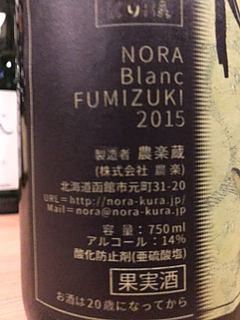 NORA
Blanc
FUMIZUKI
2015
製造者 農楽蔵
(株式会社 農楽)
北海道函館市元町31-20
URL=http://nora-kura.jp/
Mail=nora@nora-kura.jp
容量:750ml
アルコール:14%
酸化防止剤(亜硫酸塩)
果実酒
お酒は20歳になってから